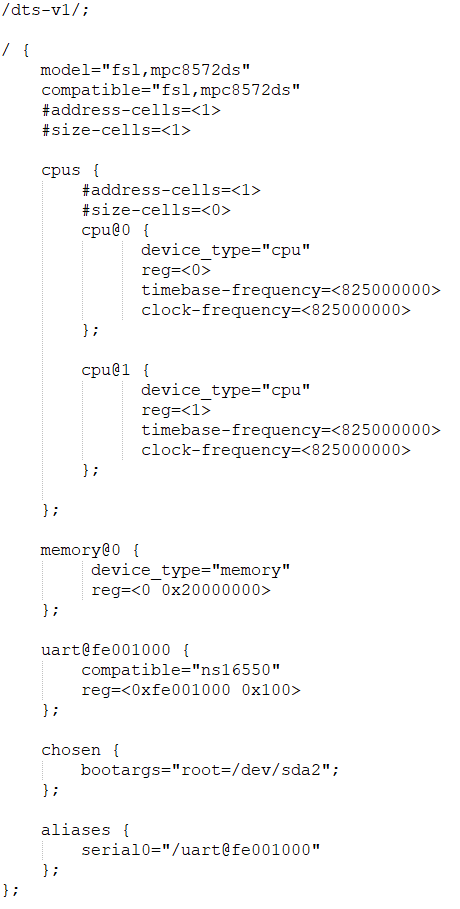 /dts-v1/;
/ {
model="fsl,mpc8572ds"
compatible="fsl,mpc8572ds"
#address-cells=<1>
#size-cells=<1>
cpus {
#address-cells=<1>
#size-cells=<0>
cpu@0 {
device_type="cpu"
reg=<0>
timebase-frequency=<825000000>
clock-frequency=<825000000>
};
cpu@1 {
device_type="cpu"
reg=<1>
timebase-frequency=<825000000>
clock-frequency=<825000000>
};
};
memory@0 {
device_type="memory"
reg=<0 0x20000000>
};
uart@fe001000 {
compatible="ns16550"
reg=<0xfe001000 0x100>
};
chosen {
bootargs="root=/dev/sda2";
};
aliases {
serial0="/uart@fe001000"
};
};